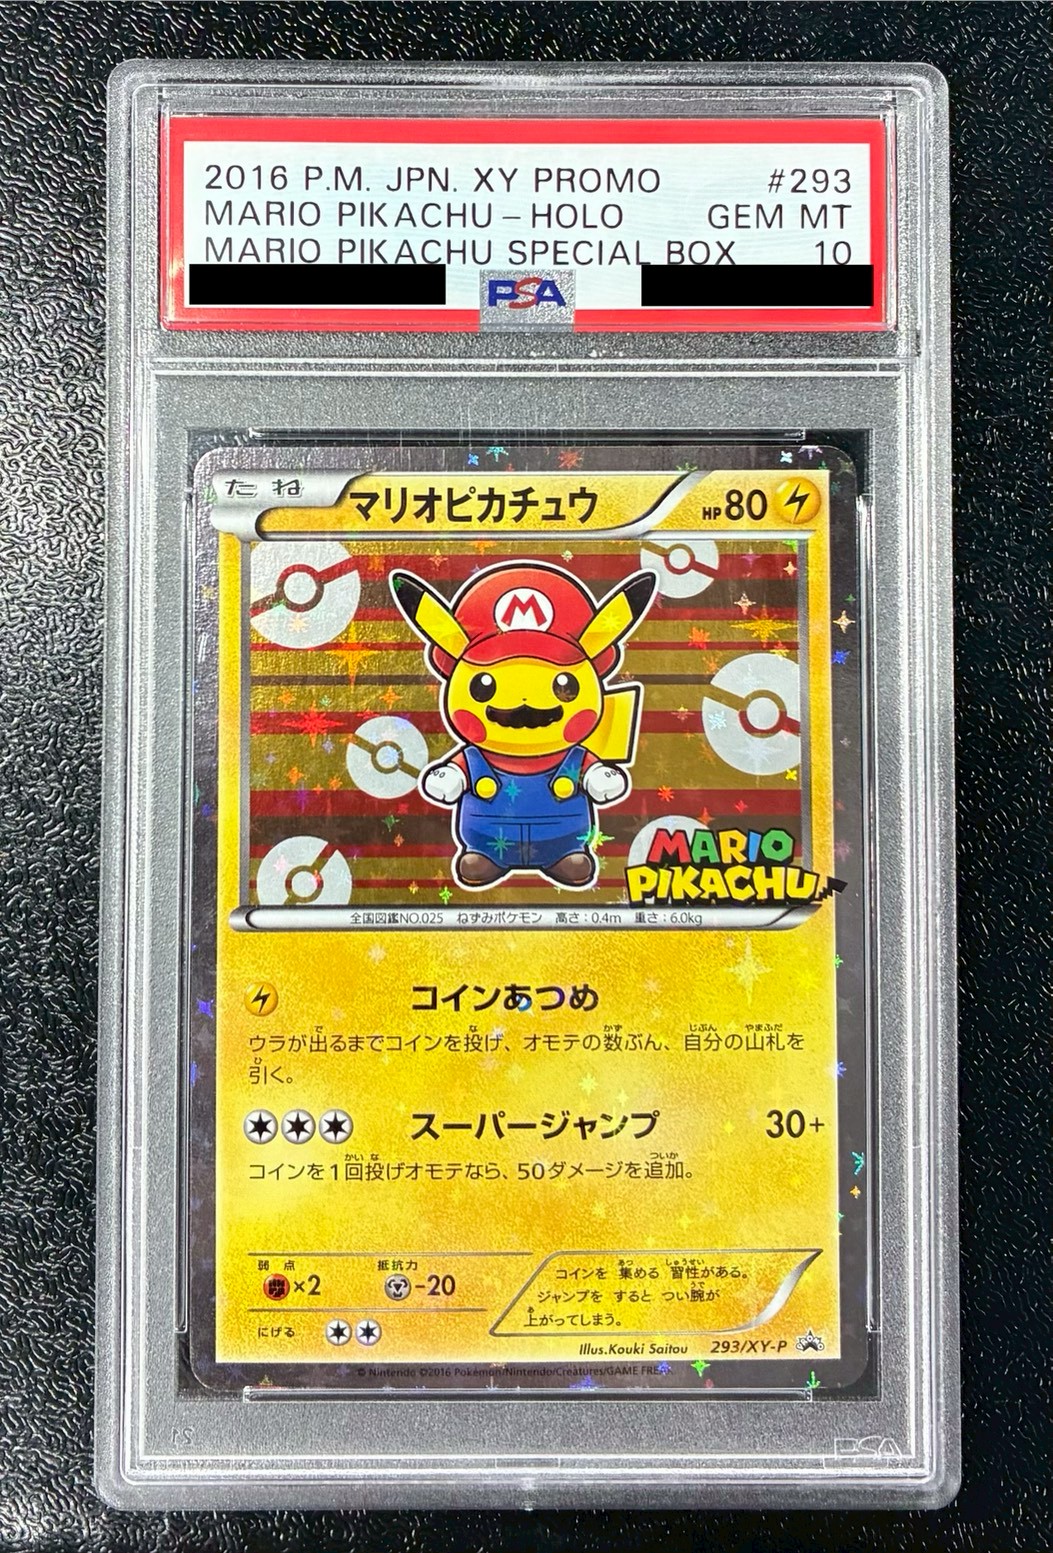 2016 P.M. JPN. XY PROMO #293
MARIO PIKACHU - HOLO GEM MT
MARIO PIKACHU SPECIAL BOX 10
PSA
たね マリオピカチュウ HP80
M
MARIO
PIKACHU
全国図鑑NO.025 ねずみポケモン 高さ:0.4m 重さ:6.0kg
コインあつめ
ウラが出るまでコインを投げ、オモテの数ぶん、自分の山札を
引く。
スーパージャンプ 30+
コインを1回投げオモテなら、50ダメージを追加。
弱点 抵抗力
×2 -20
にげる
コインを 集める 習性がある。
ジャンプを すると つい腕が
上がってしまう。
Illus.Kouki Saitou 293/XY-P
© Nintendo ©2016 Pokémon/Nintendo/Creatures/GAME FREAK.
PSA